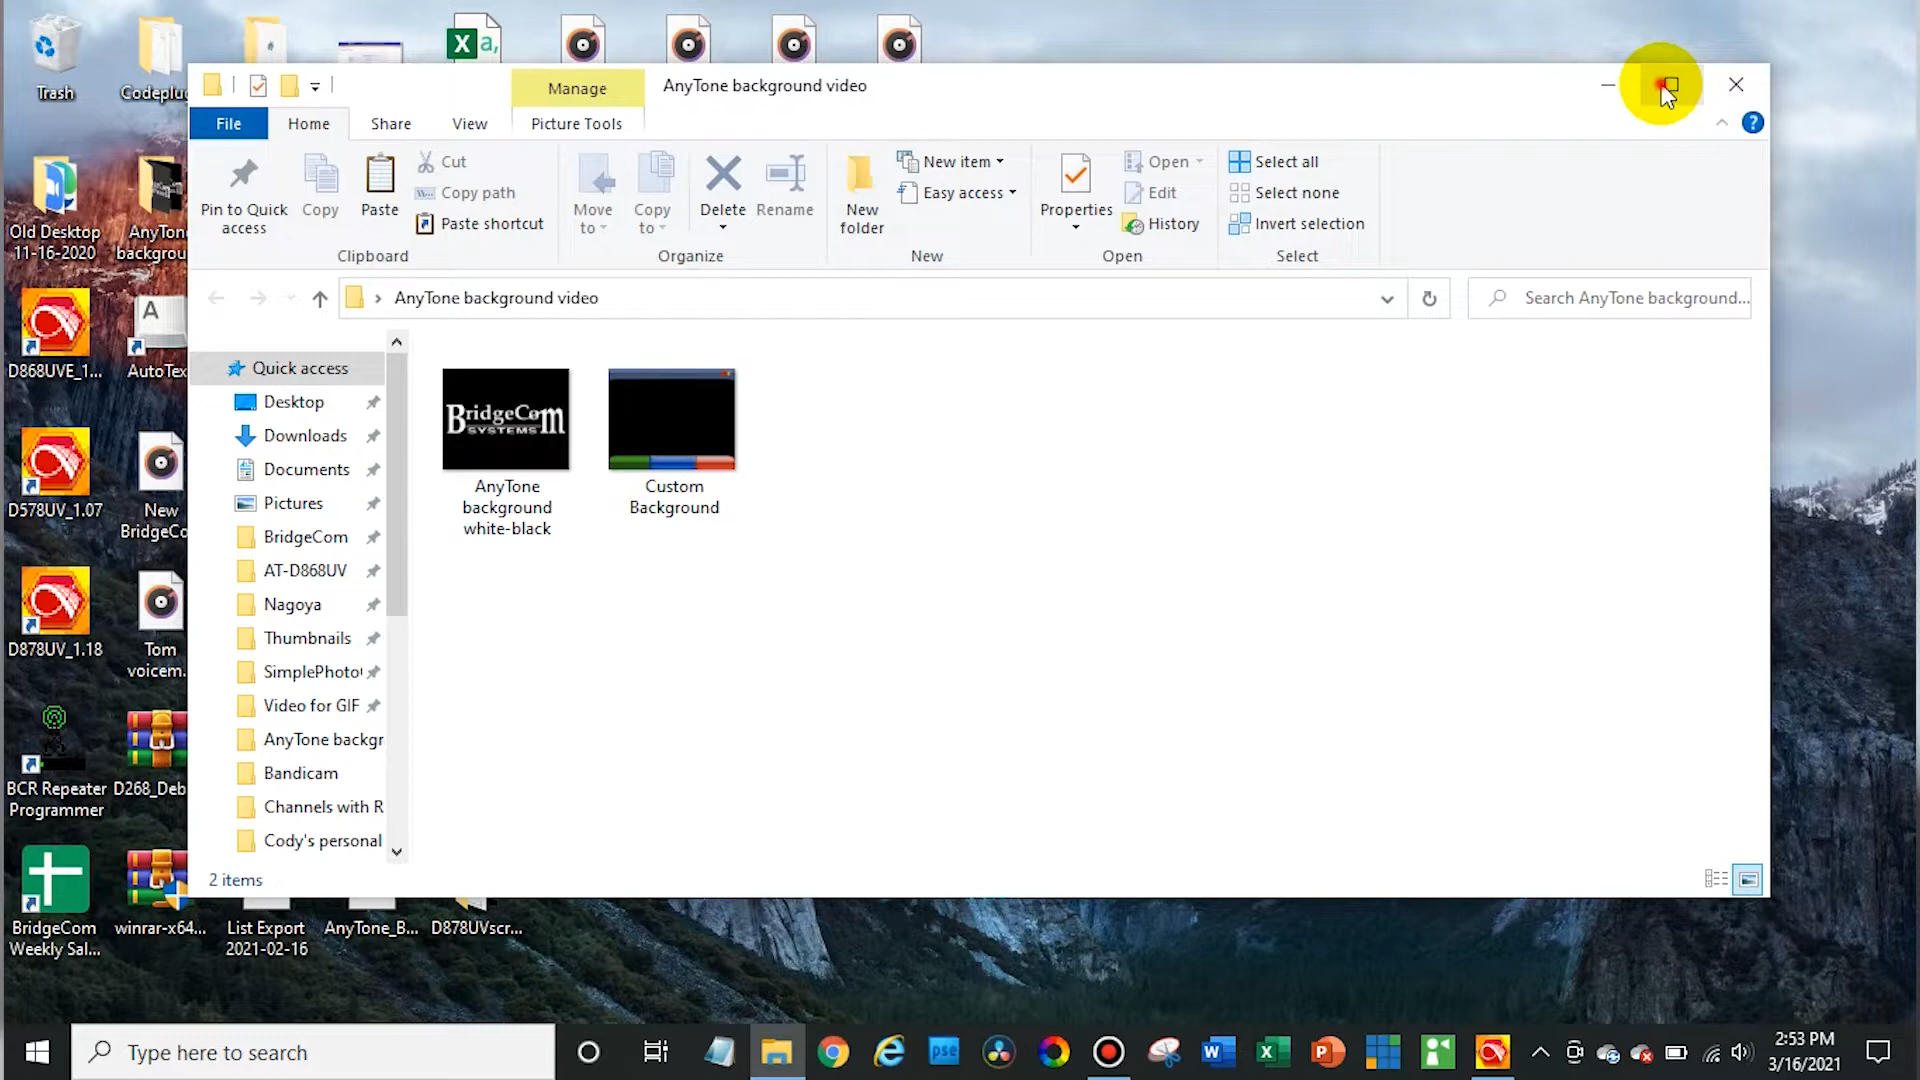 Trash
Codeplug
AnyTone background video
Manage
File
Home
Share
View
Picture Tools
Pin to Quick
access
Copy
Paste
Cut
Copy path
Paste shortcut
Clipboard
Move
to
Copy
to
Delete
Rename
Organize
New
folder
New item
Easy access
New
Properties
Open
Edit
History
Open
Select all
Select none
Invert selection
Select
AnyTone background video
Search AnyTone background...
Old Desktop
11-16-2020
AnyTon
backgrou
D868UVE_1...
A
AutoTex
D578UV_1.07
New
BridgeCo
D878UV_1.18
Tom
voicem.
BCR Repeater
Programmer
D268_Deb
BridgeCom
Weekly Sal...
winrar-x64...
List Export
2021-02-16
AnyTone_B...
D878UVscr...
Quick access
Desktop
Downloads
Documents
Pictures
BridgeCom
AT-D868UV
Nagoya
Thumbnails
SimplePhoto
Video for GIF
AnyTone backgr
Bandicam
Channels with R
Cody's personal
BridgeCom
SYSTEMS
AnyTone
background
white-black
Custom
Background
2 items
Type here to search
pse
2:53 PM
3/16/2021